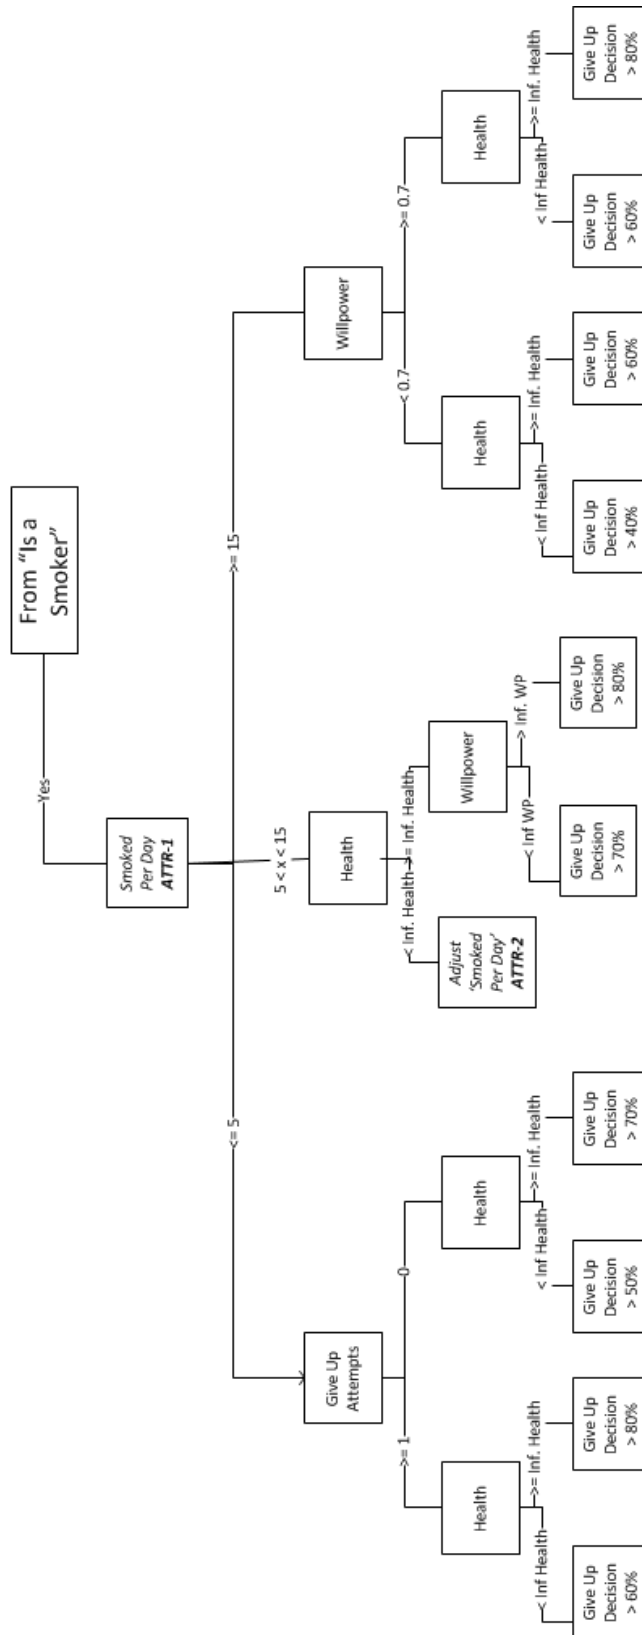 From “Is a
Smoker”
Yes
Smoked
Per Day
ATTR-1
<= 5
5 < x < 15
>= 15
Give Up
Attempts
Health
Willpower
>= 1
0
< Inf. Health
>= Inf. Health
< 0.7
>= 0.7
Health
Health
Adjust
‘Smoked
Per Day’
ATTR-2
Willpower
Health
Health
< Inf Health
>= Inf. Health
< Inf Health
>= Inf. Health
< Inf WP
> Inf. WP
< Inf Health
>= Inf. Health
< Inf Health
>= Inf. Health
Give Up
Decision
> 60%
Give Up
Decision
> 80%
Give Up
Decision
> 50%
Give Up
Decision
> 70%
Give Up
Decision
> 70%
Give Up
Decision
> 80%
Give Up
Decision
> 40%
Give Up
Decision
> 60%
Give Up
Decision
> 60%
Give Up
Decision
> 80%